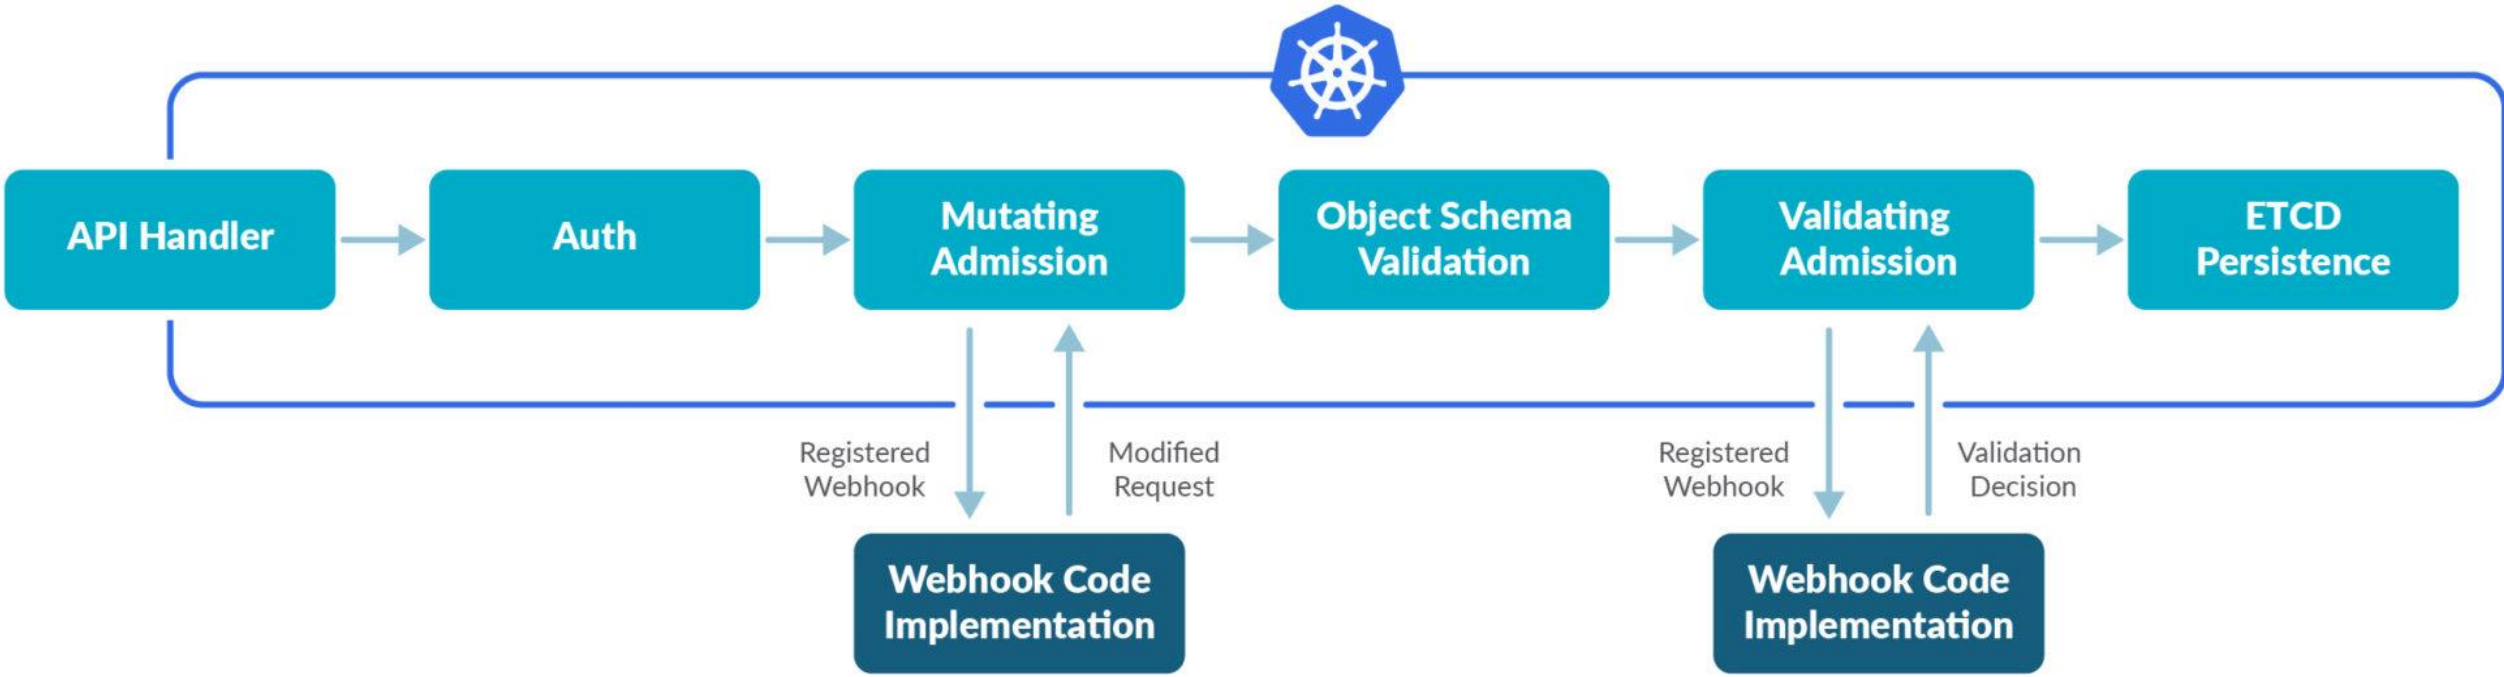 API Handler
Auth
Mutating
Admission
Object Schema
Validation
Validating
Admission
ETCD
Persistence
Registered
Webhook
Modified
Request
Registered
Webhook
Validation
Decision
Webhook Code
Implementation
Webhook Code
Implementation